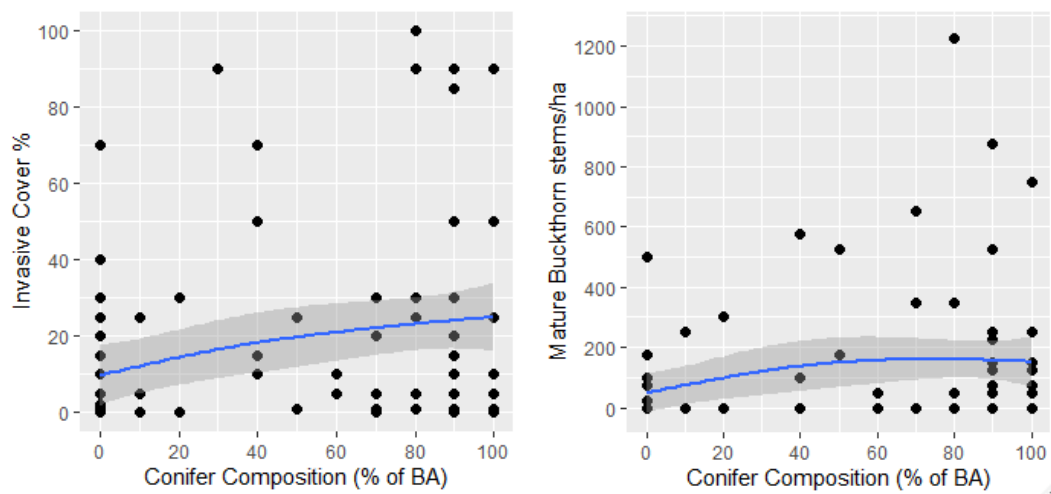 Invasive Cover %
100
80
60
40
20
0
0 20 40 60 80 100
Conifer Composition (% of BA)
Mature Buckthorn stems/ha
1200
1000
800
600
400
200
0
0 20 40 60 80 100
Conifer Composition (% of BA)